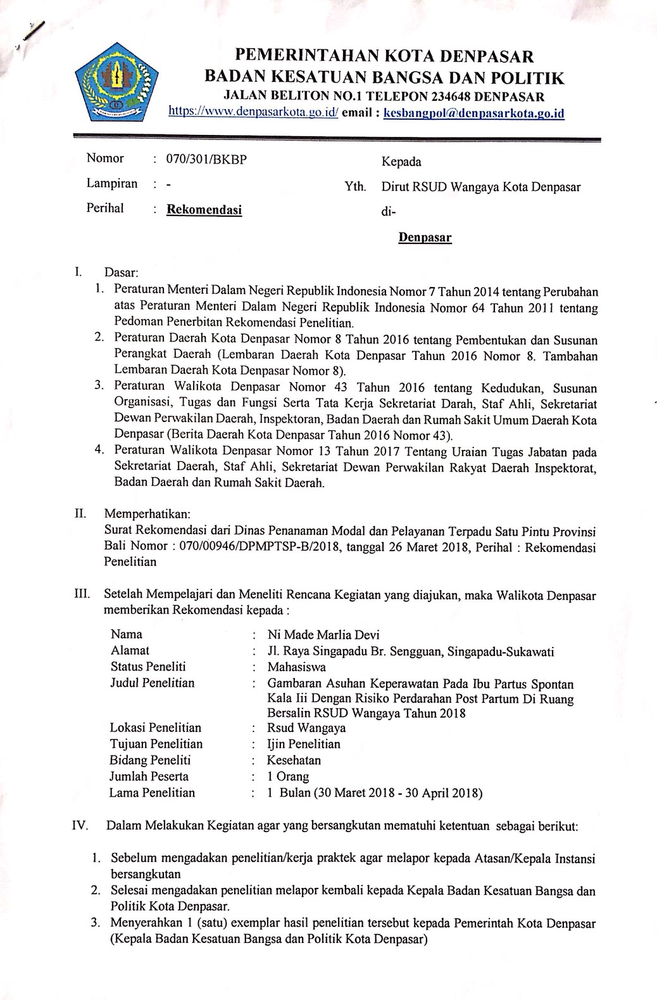 PEMERINTAHAN KOTA DENPASAR
BADAN KESATUAN BANGSA DAN POLITIK
JALAN BELITON NO.1 TELEPON 234648 DENPASAR
https://www.denpasarkota.go.id/ email : kesbangpol@denpasarkota.go.id
Nomor : 070/301/BKBP
Lampiran : -
Perihal : Rekomendasi
Kepada
Yth. Dirut RSUD Wangaya Kota Denpasar
di-
Denpasar
I. Dasar:
1. Peraturan Menteri Dalam Negeri Republik Indonesia Nomor 7 Tahun 2014 tentang Perubahan
atas Peraturan Menteri Dalam Negeri Republik Indonesia Nomor 64 Tahun 2011 tentang
Pedoman Penerbitan Rekomendasi Penelitian.
2. Peraturan Daerah Kota Denpasar Nomor 8 Tahun 2016 tentang Pembentukan dan Susunan
Perangkat Daerah (Lembaran Daerah Kota Denpasar Tahun 2016 Nomor 8. Tambahan
Lembaran Daerah Kota Denpasar Nomor 8).
3. Peraturan Walikota Denpasar Nomor 43 Tahun 2016 tentang Kedudukan, Susunan
Organisasi, Tugas dan Fungsi Serta Tata Kerja Sekretariat Darah, Staf Ahli, Sekretariat
Dewan Perwakilan Daerah, Inspektoran, Badan Daerah dan Rumah Sakit Umum Daerah Kota
Denpasar (Berita Daerah Kota Denpasar Tahun 2016 Nomor 43).
4. Peraturan Walikota Denpasar Nomor 13 Tahun 2017 Tentang Uraian Tugas Jabatan pada
Sekretariat Daerah, Staf Ahli, Sekretariat Dewan Perwakilan Rakyat Daerah Inspektorat,
Badan Daerah dan Rumah Sakit Daerah.
II. Memperhatikan:
Surat Rekomendasi dari Dinas Penanaman Modal dan Pelayanan Terpadu Satu Pintu Provinsi
Bali Nomor : 070/00946/DPMPTSP-B/2018, tanggal 26 Maret 2018, Perihal : Rekomendasi
Penelitian
III. Setelah Mempelajari dan Meneliti Rencana Kegiatan yang diajukan, maka Walikota Denpasar
memberikan Rekomendasi kepada :
Nama : Ni Made Marlia Devi
Alamat : Jl. Raya Singapadu Br. Sengguan, Singapadu-Sukawati
Status Peneliti : Mahasiswa
Judul Penelitian : Gambaran Asuhan Keperawatan Pada Ibu Partus Spontan
Kala Iii Dengan Risiko Perdarahan Post Partum Di Ruang
Bersalin RSUD Wangaya Tahun 2018
Lokasi Penelitian : Rsud Wangaya
Tujuan Penelitian : Ijin Penelitian
Bidang Peneliti : Kesehatan
Jumlah Peserta : 1 Orang
Lama Penelitian : 1 Bulan (30 Maret 2018 - 30 April 2018)
IV. Dalam Melakukan Kegiatan agar yang bersangkutan mematuhi ketentuan sebagai berikut:
1. Sebelum mengadakan penelitian/kerja praktek agar melapor kepada Atasan/Kepala Instansi
bersangkutan
2. Selesai mengadakan penelitian melapor kembali kepada Kepala Badan Kesatuan Bangsa dan
Politik Kota Denpasar.
3. Menyerahkan 1 (satu) exemplar hasil penelitian tersebut kepada Pemerintah Kota Denpasar
(Kepala Badan Kesatuan Bangsa dan Politik Kota Denpasar)